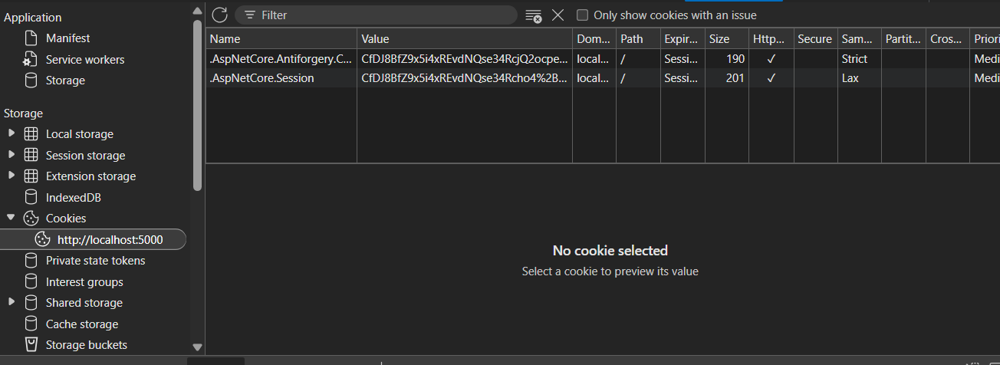 Application
Manifest
Service workers
Storage
Storage
Local storage
Session storage
Extension storage
IndexedDB
Cookies
http://localhost:5000
Private state tokens
Interest groups
Shared storage
Cache storage
Storage buckets
Filter Only show cookies with an issue
Name Value Dom... Path Expir... Size Http... Secure Sam... Partit... Cros... Priori
.AspNetCore.Antiforgery.C... CfDJ8BfZ9x5i4xREvdNQse34RcjQ2ocpe... local... / Sessi... 190 ✓ Strict Medi
.AspNetCore.Session CfDJ8BfZ9x5i4xREvdNQse34Rcho4%2B... local... / Sessi... 201 ✓ Lax Medi
No cookie selected
Select a cookie to preview its value